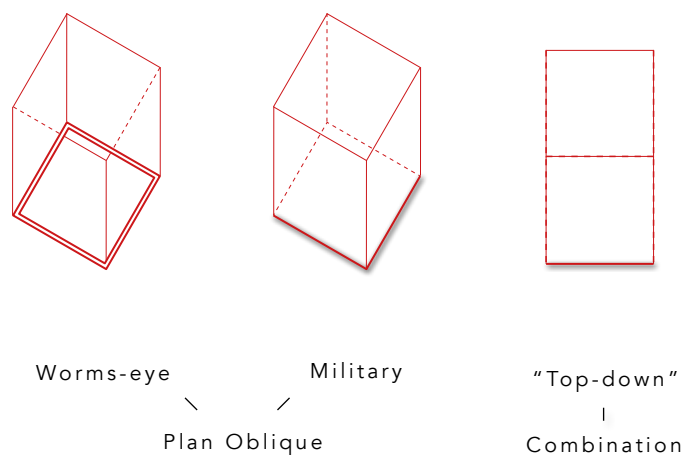 Worms-eye
Military
“Top-down”
Plan Oblique
Combination